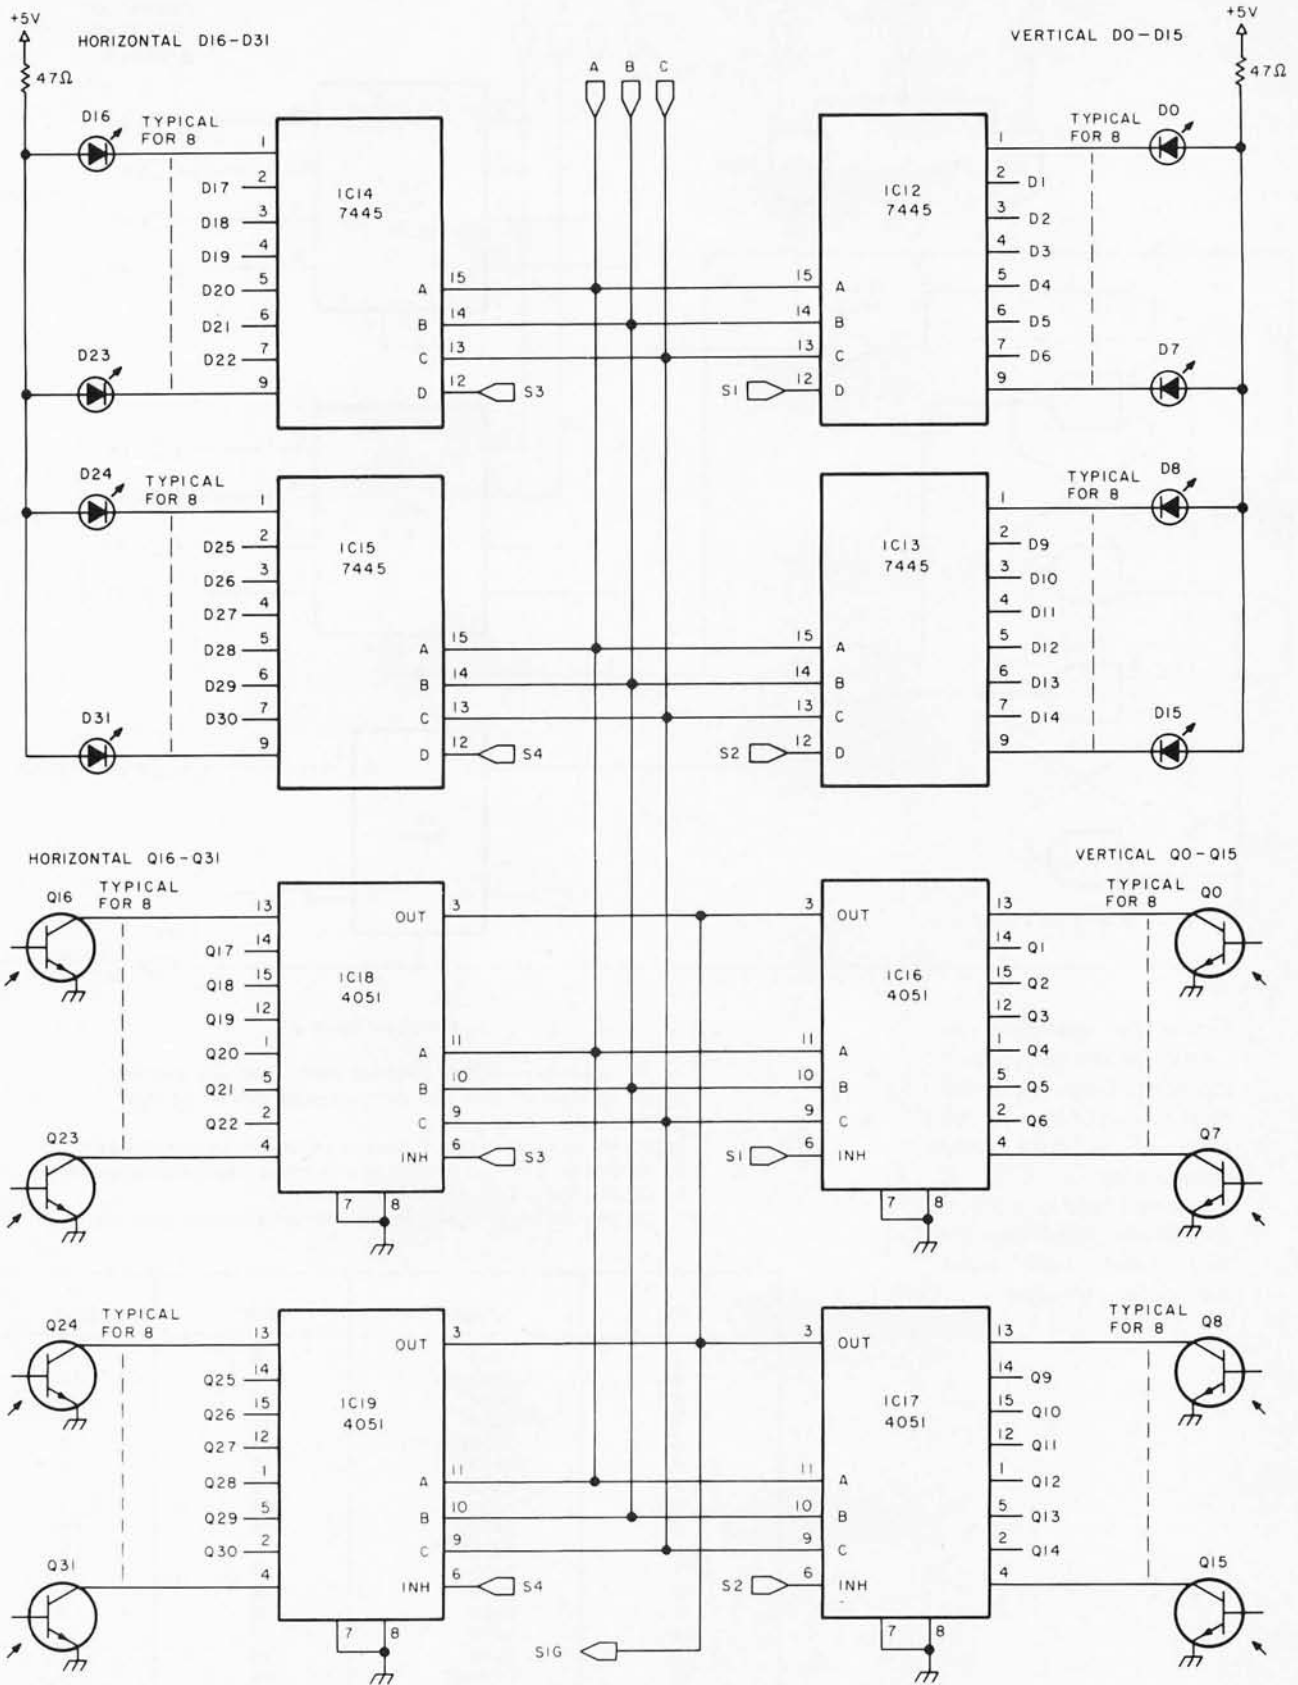 +5V
HORIZONTAL D16-D31
47Ω
A B C
VERTICAL D0-D15
+5V
47Ω
D16
TYPICAL
FOR 8
1
D17 2
D18 3
D19 4
D20 5
D21 6
D22 7
D23
9
IC14
7445
A 15
B 14
C 13
D 12
S3
IC12
7445
15 A
14 B
13 C
S1 12 D
TYPICAL
FOR 8
D0
1
2 D1
3 D2
4 D3
5 D4
6 D5
7 D6
D7
9
D24
TYPICAL
FOR 8
1
D25 2
D26 3
D27 4
D28 5
D29 6
D30 7
D31
9
IC15
7445
A 15
B 14
C 13
D 12
S4
IC13
7445
15 A
14 B
13 C
S2 12 D
TYPICAL
FOR 8
D8
1
2 D9
3 D10
4 D11
5 D12
6 D13
7 D14
D15
9
HORIZONTAL Q16-Q31
Q16
TYPICAL
FOR 8
13
Q17 14
Q18 15
Q19 12
Q20 1
Q21 5
Q22 2
Q23
4
IC18
4051
OUT 3
A 11
B 10
C 9
INH 6
S3
7 8
VERTICAL Q0-Q15
IC16
4051
3 OUT
11 A
10 B
9 C
S1 6 INH
7 8
TYPICAL
FOR 8
Q0
13
14 Q1
15 Q2
12 Q3
1 Q4
5 Q5
2 Q6
4
Q7
Q24
TYPICAL
FOR 8
13
Q25 14
Q26 15
Q27 12
Q28 1
Q29 5
Q30 2
Q31
4
IC19
4051
OUT 3
A 11
B 10
C 9
INH 6
S4
7 8
SIG
IC17
4051
3 OUT
11 A
10 B
9 C
S2 6 INH
7 8
TYPICAL
FOR 8
Q8
13
14 Q9
15 Q10
12 Q11
1 Q12
5 Q13
2 Q14
4
Q15